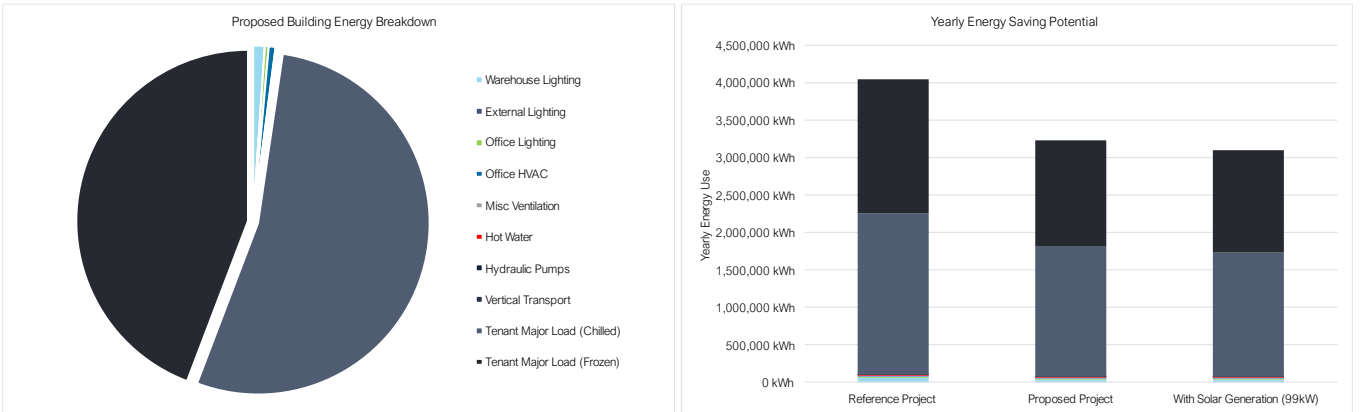 Proposed Building Energy Breakdown
Warehouse Lighting
External Lighting
Office Lighting
Office HVAC
Misc Ventilation
Hot Water
Hydraulic Pumps
Vertical Transport
Tenant Major Load (Chilled)
Tenant Major Load (Frozen)
Yearly Energy Saving Potential
Yearly Energy Use
4,500,000 kWh
4,000,000 kWh
3,500,000 kWh
3,000,000 kWh
2,500,000 kWh
2,000,000 kWh
1,500,000 kWh
1,000,000 kWh
500,000 kWh
0 kWh
Reference Project
Proposed Project
With Solar Generation (99kW)